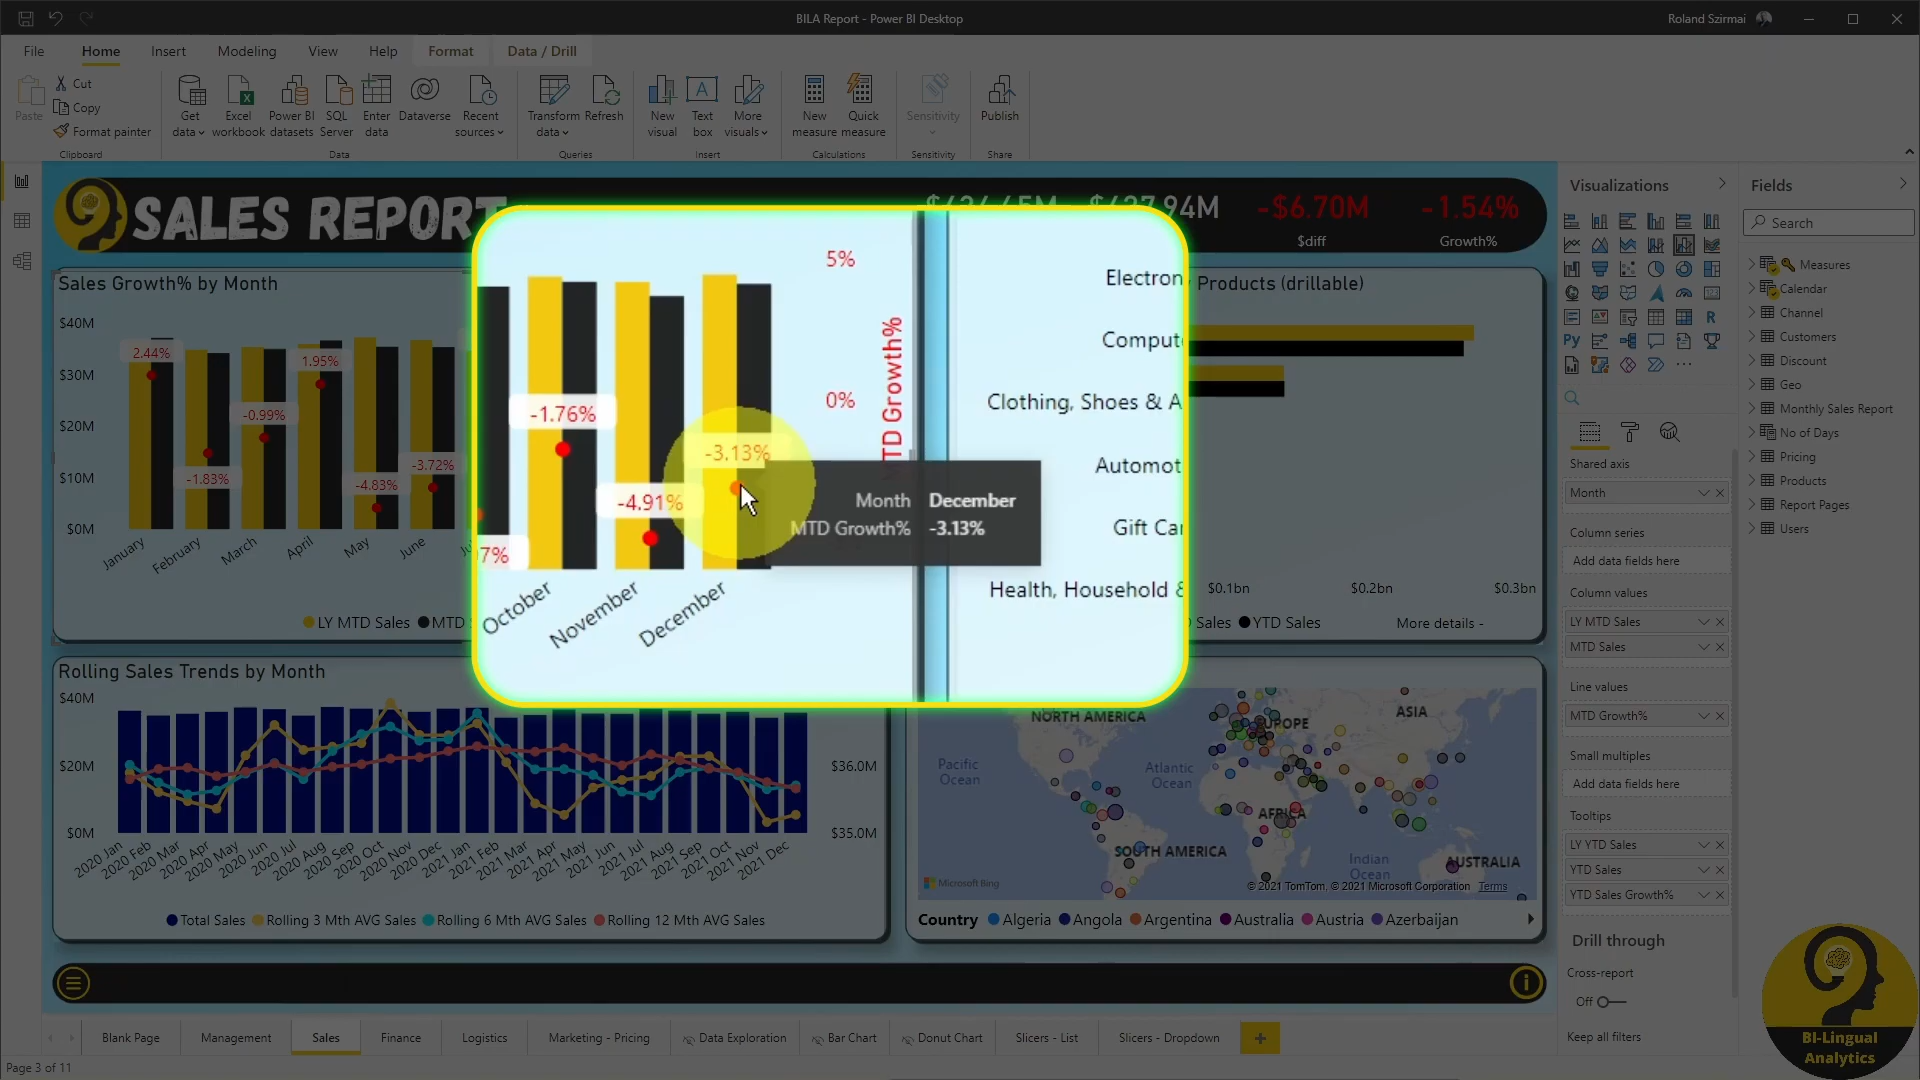 BILA Report - Power BI Desktop
Roland Szirmai
File Home Insert Modeling View Help Format Data / Drill
Paste
Cut
Copy
Format painter
Clipboard
Get data
Excel workbook
Power BI datasets
SQL Server
Enter data
Dataverse
Recent sources
Data
Transform data
Refresh
Queries
New visual
Text box
More visuals
Insert
New measure
Quick measure
Calculations
Sensitivity
Sensitivity
Publish
Share
SALES REPORT
-$6.70M
$diff
-1.54%
Growth%
Sales Growth% by Month
$40M
$30M
$20M
$10M
$0M
2.44%
-1.83%
-0.99%
1.95%
-4.83%
-3.72%
January
February
March
April
May
June
LY MTD Sales MTD
7%
-1.76%
-4.91%
-3.13%
October
November
December
5%
0%
TD Growth%
Month December
MTD Growth% -3.13%
Electron
Comput
Clothing, Shoes & A
Automot
Gift Ca
Health, Household &
Products (drillable)
$0.1bn
$0.2bn
$0.3bn
Sales YTD Sales
More details -
Rolling Sales Trends by Month
$40M
$20M
$0M
$36.0M
$35.0M
2020 Jan
2020 Feb
2020 Mar
2020 Apr
2020 May
2020 Jun
2020 Jul
2020 Aug
2020 Sep
2020 Oct
2020 Nov
2020 Dec
2021 Jan
2021 Feb
2021 Mar
2021 Apr
2021 May
2021 Jun
2021 Jul
2021 Aug
2021 Sep
2021 Oct
2021 Nov
2021 Dec
Total Sales Rolling 3 Mth AVG Sales Rolling 6 Mth AVG Sales Rolling 12 Mth AVG Sales
NORTH AMERICA
EUROPE
ASIA
Pacific Ocean
Atlantic Ocean
AFRICA
SOUTH AMERICA
Indian Ocean
AUSTRALIA
Microsoft Bing
© 2021 TomTom, © 2021 Microsoft Corporation Terms
Country Algeria Angola Argentina Australia Austria Azerbaijan
Visualizations
Py
R
Shared axis
Month
Column series
Add data fields here
Column values
LY MTD Sales
MTD Sales
Line values
MTD Growth%
Small multiples
Add data fields here
Tooltips
LY YTD Sales
YTD Sales
YTD Sales Growth%
Drill through
Cross-report
Off
Keep all filters
Fields
Search
Measures
Calendar
Channel
Customers
Discount
Geo
Monthly Sales Report
No of Days
Pricing
Products
Report Pages
Users
Blank Page Management Sales Finance Logistics Marketing - Pricing Data Exploration Bar Chart Donut Chart Slicers - List Slicers - Dropdown
Page 3 of 11
BI-Lingual
Analytics